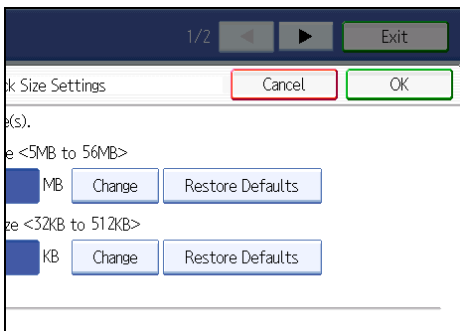 1/2 Exit
Size Settings Cancel OK
<5MB to 56MB>
MB Change Restore Defaults
<32KB to 512KB>
KB Change Restore Defaults